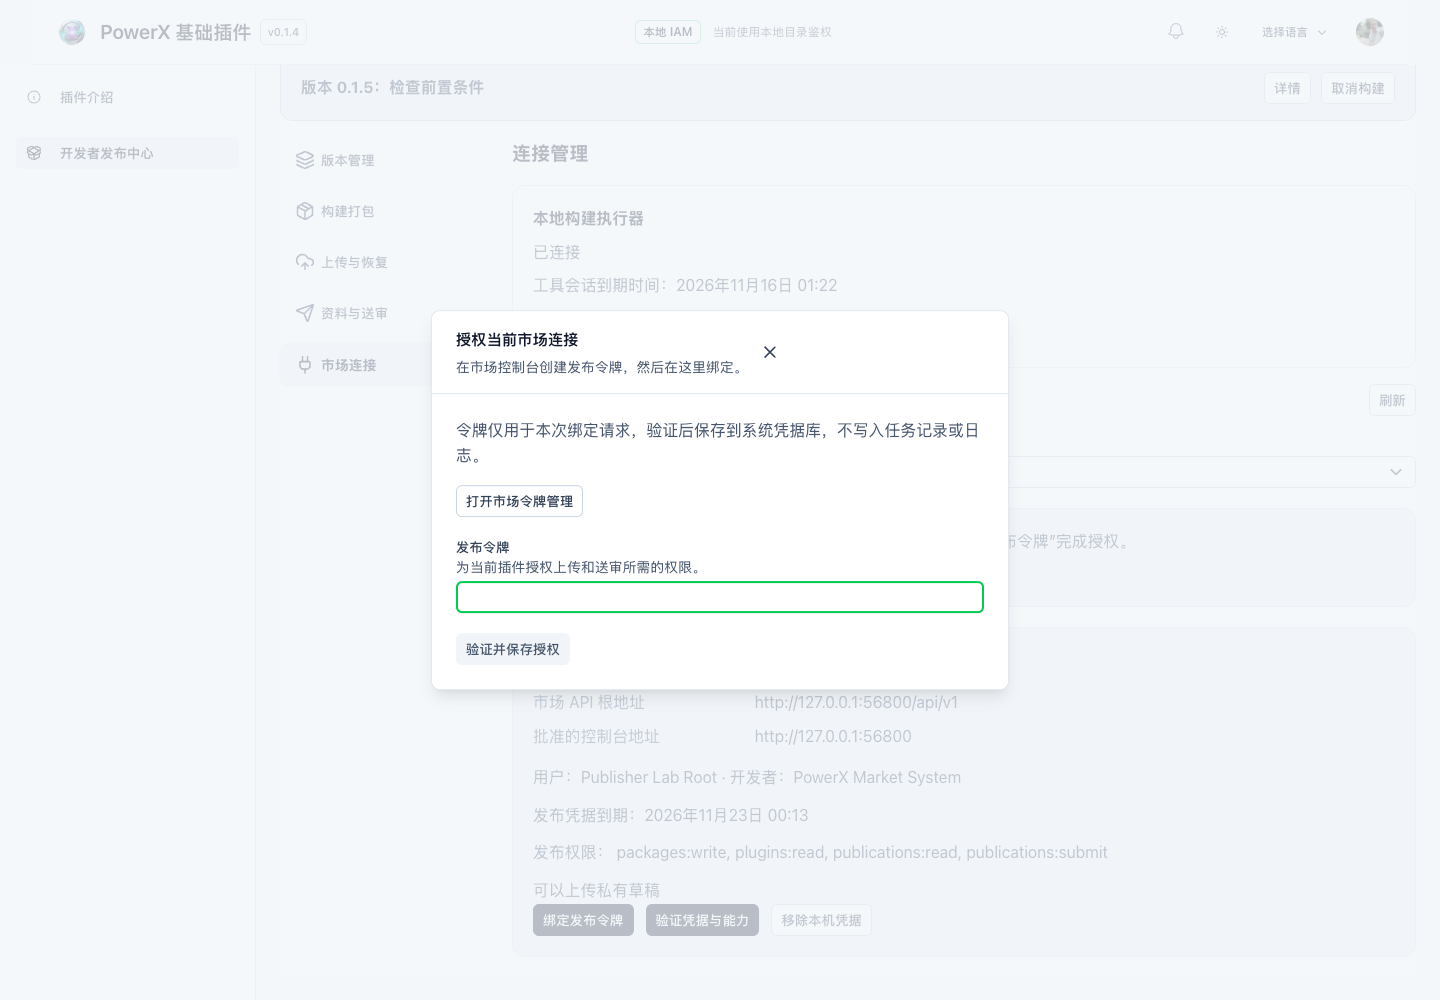 PowerX 基础插件
v0.1.4
本地 IAM
当前使用本地目录鉴权
选择语言
插件介绍
开发者发布中心
版本 0.1.5：检查前置条件
详情
取消构建
版本管理
构建打包
上传与恢复
资料与送审
市场连接
连接管理
本地构建执行器
已连接
工具会话到期时间：2026年11月16日 01:22
刷新
布令牌”完成授权。
授权当前市场连接
在市场控制台创建发布令牌，然后在这里绑定。
令牌仅用于本次绑定请求，验证后保存到系统凭据库，不写入任务记录或日
志。
打开市场令牌管理
发布令牌
为当前插件授权上传和送审所需的权限。
验证并保存授权
市场 API 根地址
http://127.0.0.1:56800/api/v1
批准的控制台地址
http://127.0.0.1:56800
用户：Publisher Lab Root · 开发者：PowerX Market System
发布凭据到期：2026年11月23日 00:13
发布权限： packages:write, plugins:read, publications:read, publications:submit
可以上传私有草稿
绑定发布令牌
验证凭据与能力
移除本机凭据